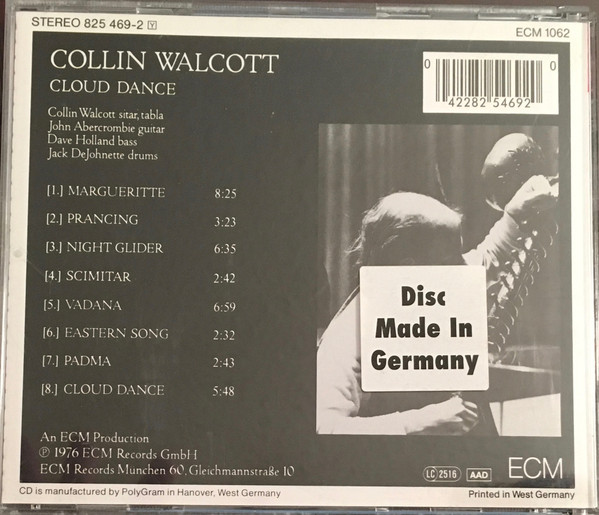 STEREO 825 469-2 Y
ECM 1062
COLLIN WALCOTT
CLOUD DANCE
Collin Walcott sitar, tabla
John Abercrombie guitar
Dave Holland bass
Jack DeJohnette drums
0 42282 54692 0
[1.] MARGUERITTE 8:25
[2.] PRANCING 3:23
[3.] NIGHT GLIDER 6:35
[4.] SCIMITAR 2:42
[5.] VADANA 6:59
[6.] EASTERN SONG 2:32
[7.] PADMA 2:43
[8.] CLOUD DANCE 5:48
Disc
Made In
Germany
An ECM Production
℗ 1976 ECM Records GmbH
ECM Records München 60, Gleichmannstraße 10
LC 2516 AAD ECM
CD is manufactured by PolyGram in Hanover, West Germany
Printed in West Germany